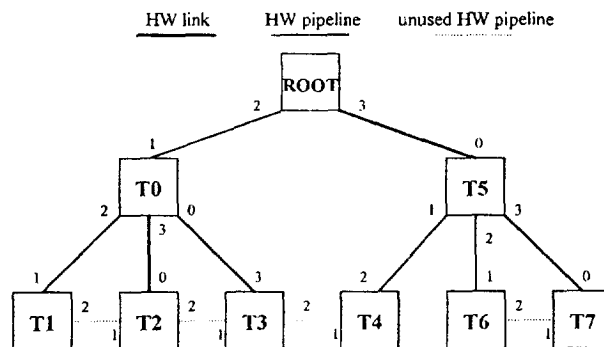 HW link HW pipeline unused HW pipeline
ROOT
2 3
1 0
T0 T5
2 3 0 1 2 3
1 0 3 2 1 0
T1 2 1 T2 2 1 T3 2 1 T4 1 T6 2 1 T7